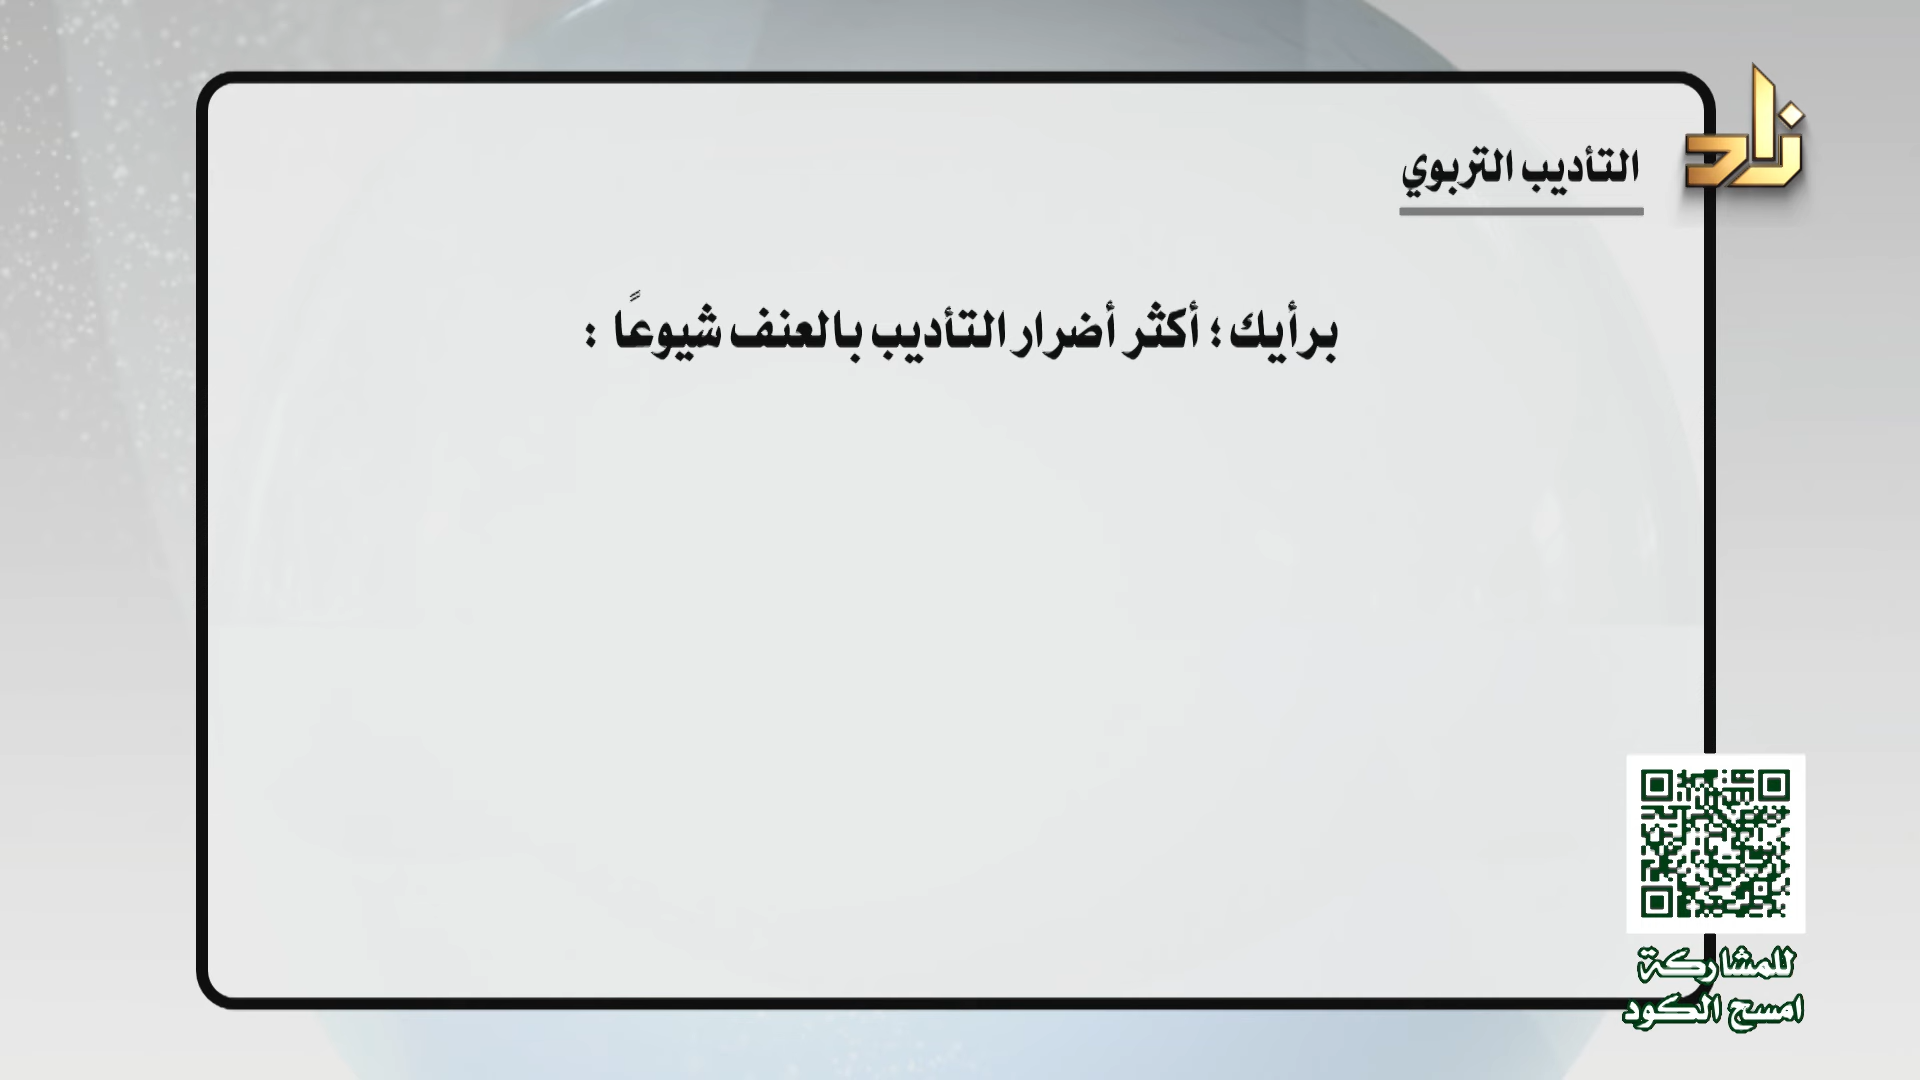 زاد
التأديب التربوي
برأيك ؛ أكثر أضرار التأديب بالعنف شيوعًا :
للمشاركة
امسح الكود